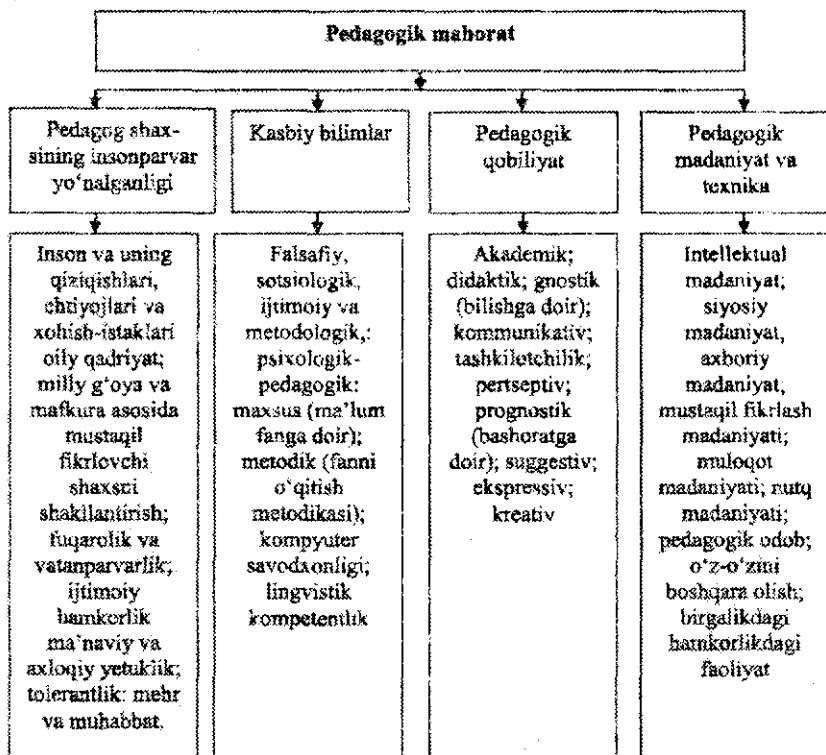 Pedagogik mahorat
Pedagog shax-
sining insonparvar
yo‘nalganligi
Kasbiy bilimlar
Pedagogik
qobiliyat
Pedagogik
madaniyat va
texnika
Inson va uning
qiziqishlari,
ehtiyojlari va
xohish-istaklari
oily qadriyat;
milly g‘oya va
mafkura asosida
mustaqil
fikrlovchi
shaxsni
shakllantirish;
fuqarolik va
vatanparvarlik;
ijtimoiy
hamkorlik
ma’naviy va
axloqiy yetuklik;
tolerantlik: mehr
va muhabbat.
Falsafiy,
sotsiologik,
ijtimoiy va
metodologik,:
psixologik-
pedagogik:
maxsus (ma’lum
fanga doir);
metodik (fanni
o‘qitish
metodikasi);
kompyuter
savodxonligi;
lingvistik
kompetentlik
Akademik;
didaktik; gnostik
(bilishga doir);
kommunikativ;
tashkilotchilik;
pertseptiv;
prognostik
(bashoratga
doir); suggestiv;
ekspressiv;
kreativ
Intellektual
madaniyat;
siyosiy
madaniyat,
axboriy
madaniyat,
mustaqil fikrlash
madaniyati;
muloqot
madaniyati; nutq
madaniyati;
pedagogik odob;
o‘z-o‘zini
boshqara olish;
birgalikdagi
hamkorlikdagi
faoliyat